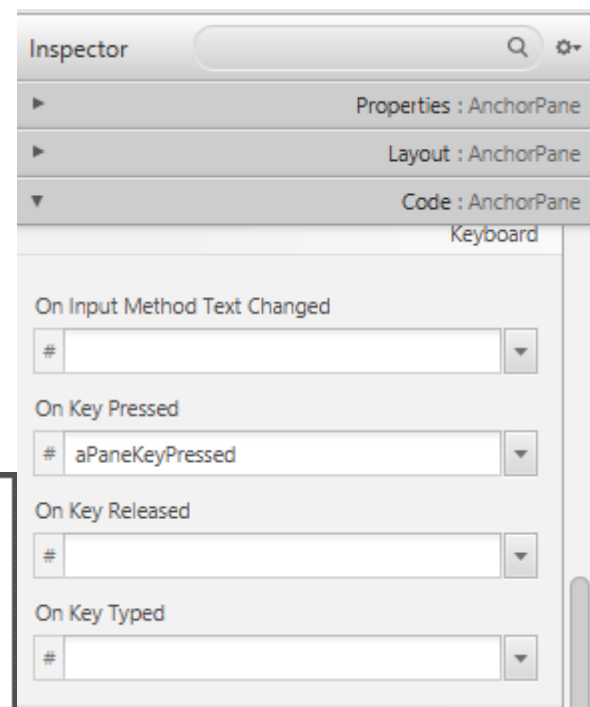 Inspector
Properties : AnchorPane
Layout : AnchorPane
Code : AnchorPane
Keyboard
On Input Method Text Changed
#
On Key Pressed
# aPaneKeyPressed
On Key Released
#
On Key Typed
#